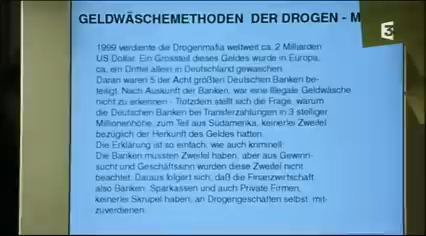 GELDWÄSCHEMETHODEN DER DROGEN - M
3
1999 verdiente die Drogenmafia weltweit ca. 2 Milliarden
US Dollar. Ein Grossteil dieses Geldes wurde in Europa,
ca. ein Drittel allein in Deutschland gewaschen.
Daran waren 5 der Acht größten Deutschen Banken be-
teiligt. Nach Auskunft der Banken, war eine illegale Geldwäsche
nicht zu erkennen - Trotzdem stellt sich die Frage, warum
die Deutschen Banken bei Transferzahlungen in 3 stelliger
Millionenhöhe, zum Teil aus Südamerika, keinerlei Zweifel
bezüglich der Herkunft des Geldes hatten.
Die Erklärung ist so einfach, wie auch kriminell:
Die Banken mussten Zweifel haben, aber aus Gewinn-
sucht und Geschäftssinn wurden diese Zweifel nicht
beachtet. Daraus folgert sich, daß die Finanzwirtschaft
also Banken, Sparkassen und auch Private Firmen,
keinerlei Skrupel haben, an Drogengeschäften selbst mit-
zuverdienen.